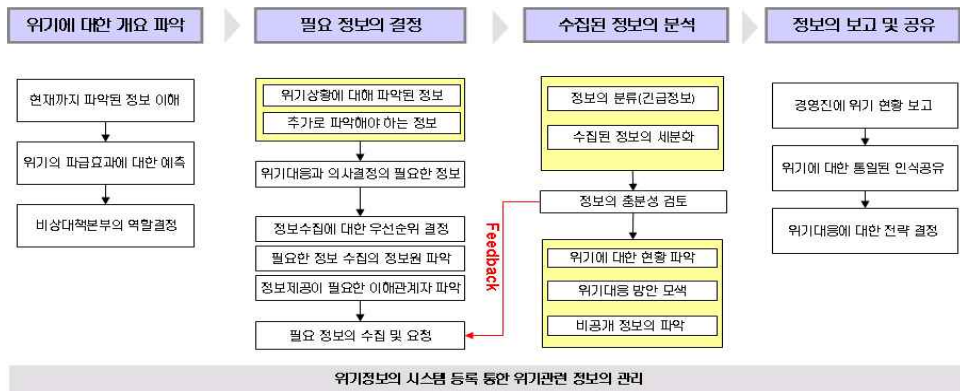 위기에 대한 개요 파악
필요 정보의 결정
수집된 정보의 분석
정보의 보고 및 공유
현재까지 파악된 정보 이해
위기의 파급효과에 대한 예측
비상대책본부의 역할결정
위기상황에 대해 파악된 정보
추가로 파악해야 하는 정보
위기대응과 의사결정의 필요한 정보
정보수집에 대한 우선순위 결정
필요한 정보 수집의 정보원 파악
정보제공이 필요한 이해관계자 파악
필요 정보의 수집 및 요청
Feedback
정보의 분류(긴급정보)
수집된 정보의 세분화
정보의 충분성 검토
위기에 대한 현황 파악
위기대응 방안 모색
비공개 정보의 파악
경영진에 위기 현황 보고
위기에 대한 통일된 인식공유
위기대응에 대한 전략 결정
위기정보의 시스템 등록 통한 위기관련 정보의 관리